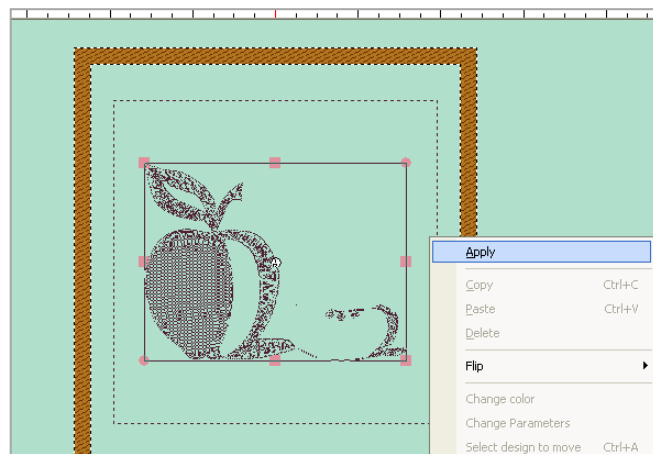 Apply
Copy Ctrl+C
Paste Ctrl+V
Delete
Flip
Change color
Change Parameters
Select design to move Ctrl+A